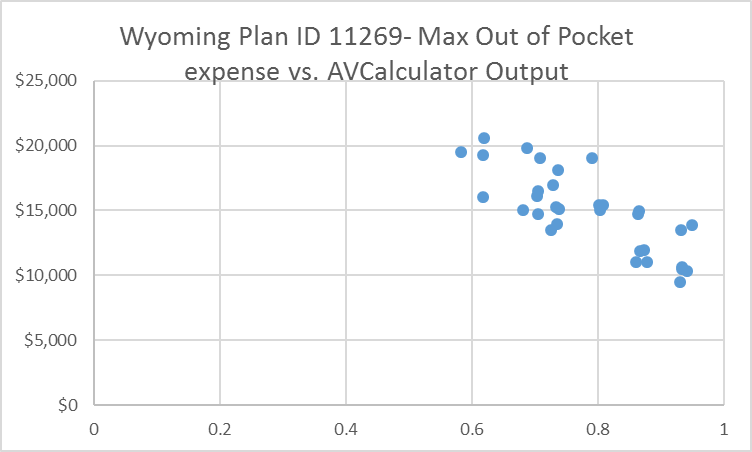 Wyoming Plan ID 11269- Max Out of Pocket
expense vs. AVCalculator Output
$25,000
$20,000
$15,000
$10,000
$5,000
$0
0 0.2 0.4 0.6 0.8 1